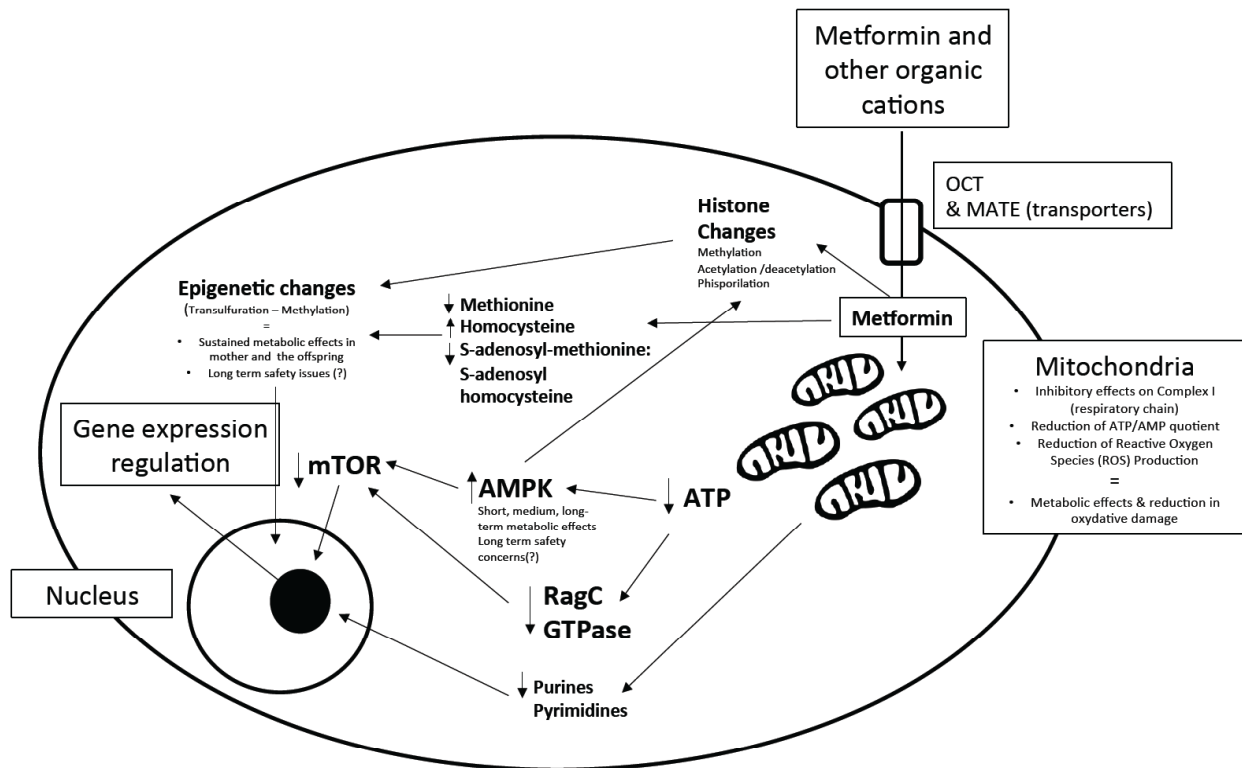 Metformin and
other organic
cations
OCT
& MATE (transporters)
Histone
Changes
Methylation
Acetylation /deacetylation
Phisporilation
Epigenetic changes
(Transulfuration – Methylation)
=
• Sustained metabolic effects in
mother and the offspring
• Long term safety issues (?)
↓ Methionine
↑ Homocysteine
↓ S-adenosyl-methionine:
S-adenosyl
homocysteine
Metformin
Mitochondria
• Inhibitory effects on Complex I
(respiratory chain)
• Reduction of ATP/AMP quotient
• Reduction of Reactive Oxygen
Species (ROS) Production
=
• Metabolic effects & reduction in
oxydative damage
Gene expression
regulation
↓ mTOR
↑ AMPK
Short, medium, long-
term metabolic effects
Long term safety
concerns(?)
↓ ATP
↓ RagC
↓ GTPase
Nucleus
↓ Purines
Pyrimidines